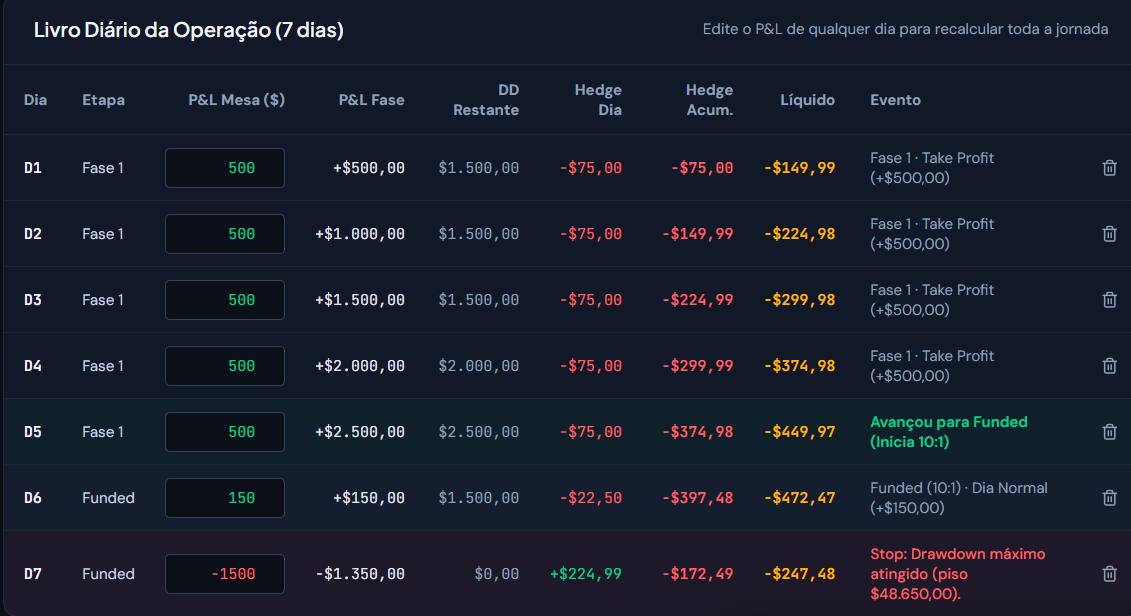 Livro Diário da Operação (7 dias)
Edite o P&L de qualquer dia para recalcular toda a jornada
Dia Etapa P&L Mesa ($) P&L Fase DD Restante Hedge Dia Hedge Acum. Líquido Evento
D1 Fase 1 500 +$500,00 $1.500,00 -$75,00 -$75,00 -$149,99 Fase 1 · Take Profit
(+$500,00)
D2 Fase 1 500 +$1.000,00 $1.500,00 -$75,00 -$149,99 -$224,98 Fase 1 · Take Profit
(+$500,00)
D3 Fase 1 500 +$1.500,00 $1.500,00 -$75,00 -$224,99 -$299,98 Fase 1 · Take Profit
(+$500,00)
D4 Fase 1 500 +$2.000,00 $2.000,00 -$75,00 -$299,99 -$374,98 Fase 1 · Take Profit
(+$500,00)
D5 Fase 1 500 +$2.500,00 $2.500,00 -$75,00 -$374,98 -$449,97 Avançou para Funded
(Inicia 10:1)
D6 Funded 150 +$150,00 $1.500,00 -$22,50 -$397,48 -$472,47 Funded (10:1) · Dia Normal
(+$150,00)
D7 Funded -1500 -$1.350,00 $0,00 +$224,99 -$172,49 -$247,48 Stop: Drawdown máximo
atingido (piso
$48.650,00).